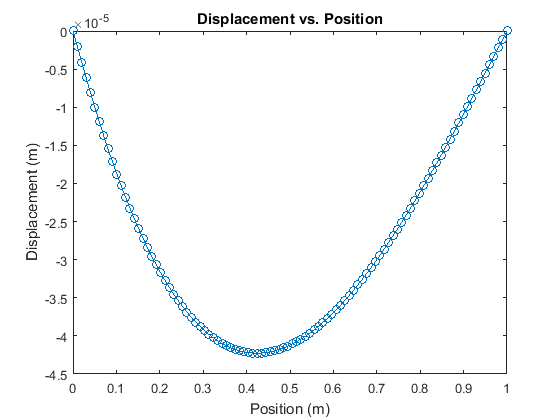 Displacement vs. Position
×10^-5
0
-0.5
-1
-1.5
-2
-2.5
-3
-3.5
-4
-4.5
Displacement (m)
0 0.1 0.2 0.3 0.4 0.5 0.6 0.7 0.8 0.9 1
Position (m)